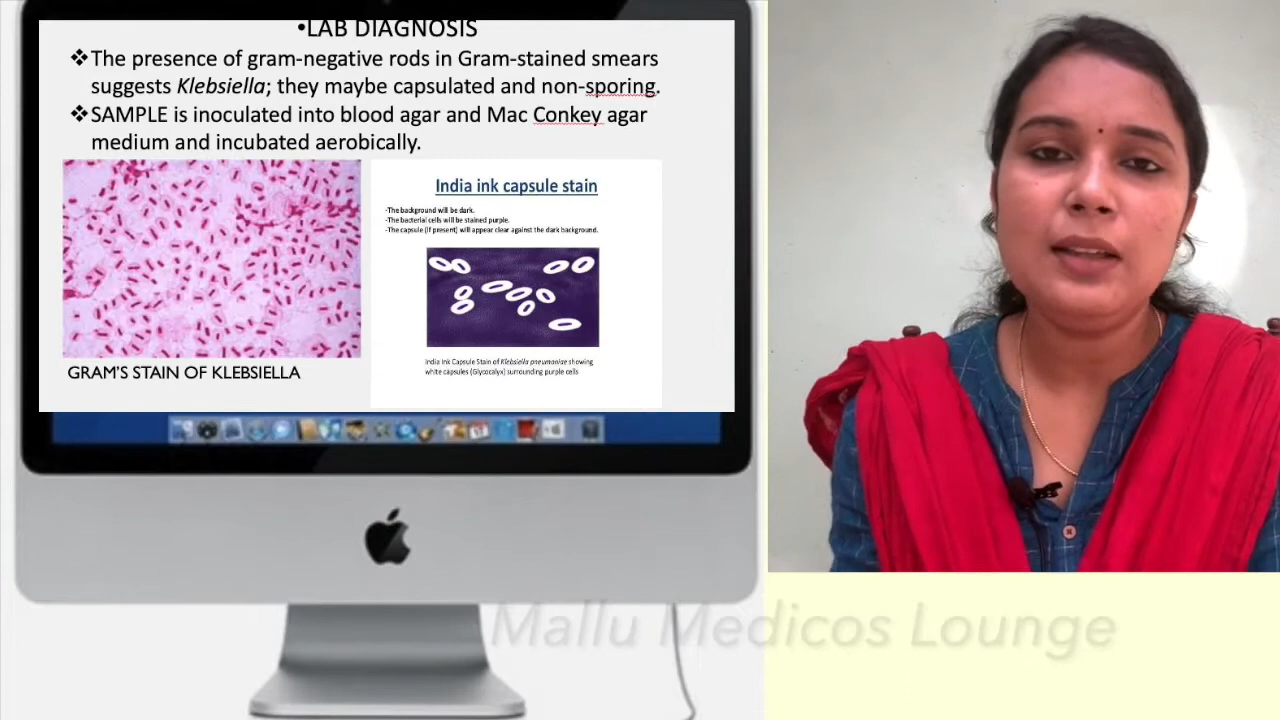 •LAB DIAGNOSIS
❖The presence of gram-negative rods in Gram-stained smears
suggests Klebsiella; they maybe capsulated and non-sporing.
❖SAMPLE is inoculated into blood agar and Mac Conkey agar
medium and incubated aerobically.
India ink capsule stain
-The background will be dark.
-The bacterial cells will be stained purple.
-The capsule (if present) will appear clear against the dark background.
India Ink Capsule Stain of Klebsiella pneumoniae showing
white capsules (Glycocalyx) surrounding purple cells
GRAM'S STAIN OF KLEBSIELLA
Mallu Medicos Lounge